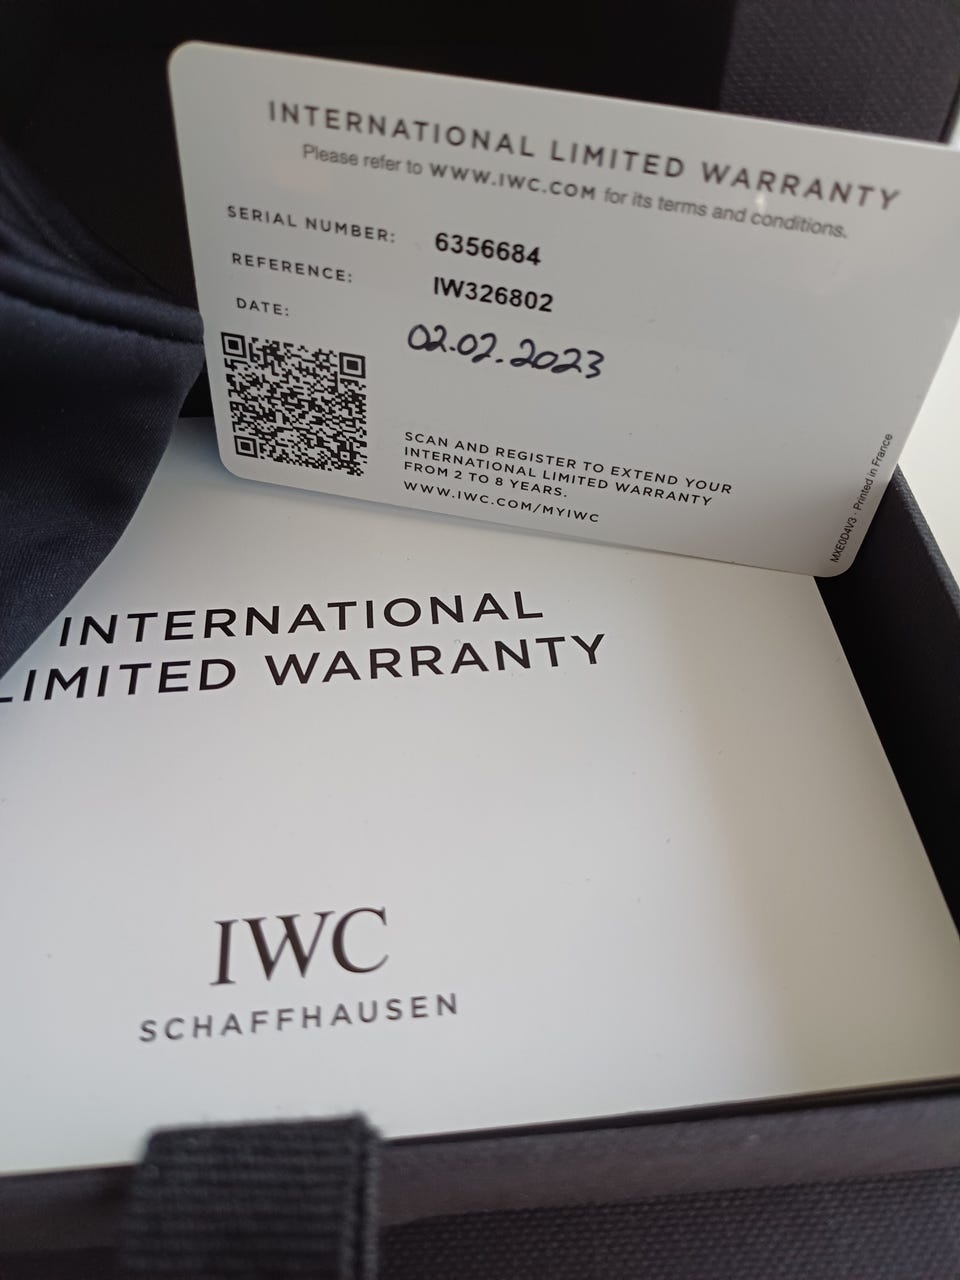 INTERNATIONAL LIMITED WARRANTY
Please refer to WWW.IWC.COM for its terms and conditions.
SERIAL NUMBER: 6356684
REFERENCE: IW326802
DATE: 02.02.2023
SCAN AND REGISTER TO EXTEND YOUR
INTERNATIONAL LIMITED WARRANTY
FROM 2 TO 8 YEARS.
WWW.IWC.COM/MYIWC
MXE0D4V3 - Printed in France
INTERNATIONAL
LIMITED WARRANTY
IWC
SCHAFFHAUSEN